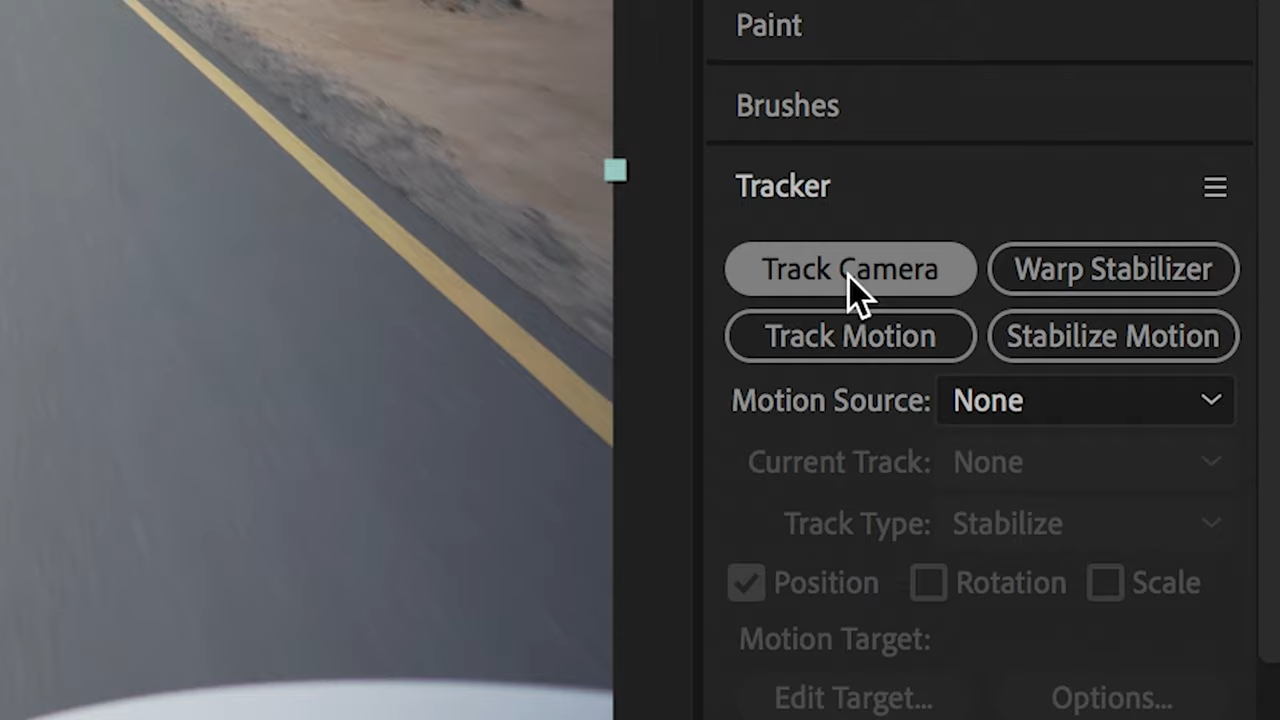 Paint
Brushes
Tracker
Track Camera Warp Stabilizer
Track Motion Stabilize Motion
Motion Source: None
Current Track: None
Track Type: Stabilize
Position Rotation Scale
Motion Target:
Edit Target... Options...